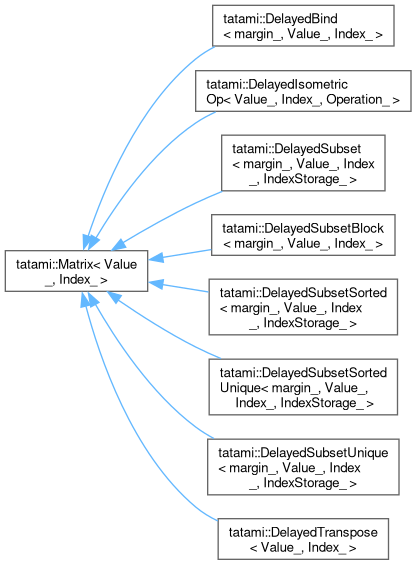 tatami::DelayedBind
< margin_, Value_, Index_ >
tatami::DelayedIsometric
Op< Value_, Index_, Operation_ >
tatami::DelayedSubset
< margin_, Value_, Index
_, IndexStorage_ >
tatami::DelayedSubsetBlock
< margin_, Value_, Index_ >
tatami::Matrix< Value
_, Index_ >
tatami::DelayedSubsetSorted
< margin_, Value_, Index
_, IndexStorage_ >
tatami::DelayedSubsetSorted
Unique< margin_, Value_,
Index_, IndexStorage_ >
tatami::DelayedSubsetUnique
< margin_, Value_, Index
_, IndexStorage_ >
tatami::DelayedTranspose
< Value_, Index_ >